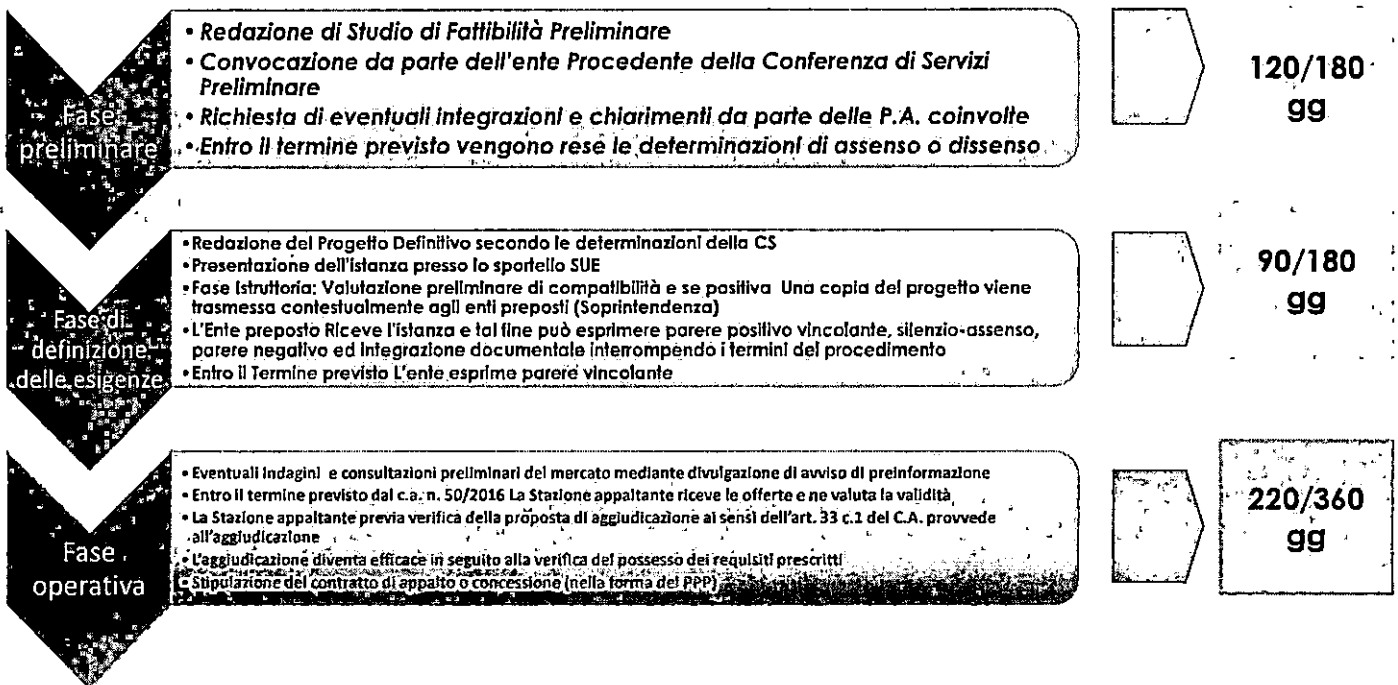 Fase preliminare
• Redazione di Studio di Fattibilità Preliminare
• Convocazione da parte dell'ente Procedente della Conferenza di Servizi
Preliminare
• Richiesta di eventuali integrazioni e chiarimenti da parte delle P.A. coinvolte
• Entro il termine previsto vengono rese le determinazioni di assenso o dissenso
120/180
gg
Fase di
definizione
delle esigenze
• Redazione del Progetto Definitivo secondo le determinazioni della CS
• Presentazione dell'istanza presso lo sportello SUE
• Fase Istruttoria: Valutazione preliminare di compatibilità e se positiva Una copia del progetto viene
trasmessa contestualmente agli enti preposti (Soprintendenza)
• L'Ente preposto Riceve l'istanza e tal fine può esprimere parere positivo vincolante, silenzio-assenso,
parere negativo ed integrazione documentale interrompendo i termini del procedimento
• Entro il Termine previsto L'ente esprime parere vincolante
90/180
gg
Fase
operativa
• Eventuali indagini e consultazioni preliminari del mercato mediante divulgazione di avviso di preinformazione
• Entro il termine previsto dal c.a. n. 50/2016 La Stazione appaltante riceve le offerte e ne valuta la validità
• La Stazione appaltante previa verifica della proposta di aggiudicazione ai sensi dell'art. 33 c.1 del C.A. provvede
all'aggiudicazione
• L'aggiudicazione diventa efficace in seguito alla verifica del possesso dei requisiti prescritti
• Stipulazione del contratto di appalto o concessione (nella forma del PPP)
220/360
gg